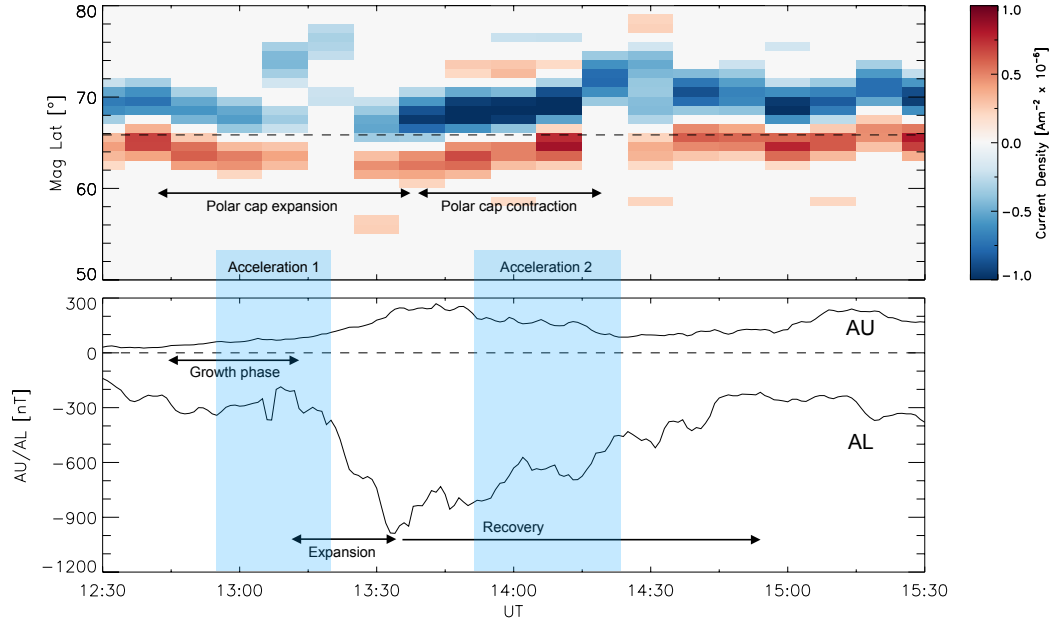 80
70
60
50
Mag Lat [°]
Polar cap expansion
Polar cap contraction
1.0
0.5
0.0
-0.5
-1.0
Current Density [Am⁻² x 10⁻⁶]
Acceleration 1
Acceleration 2
300
0
-300
-600
-900
-1200
AU/AL [nT]
AU
Growth phase
AL
Recovery
Expansion
12:30
13:00
13:30
14:00
14:30
15:00
15:30
UT